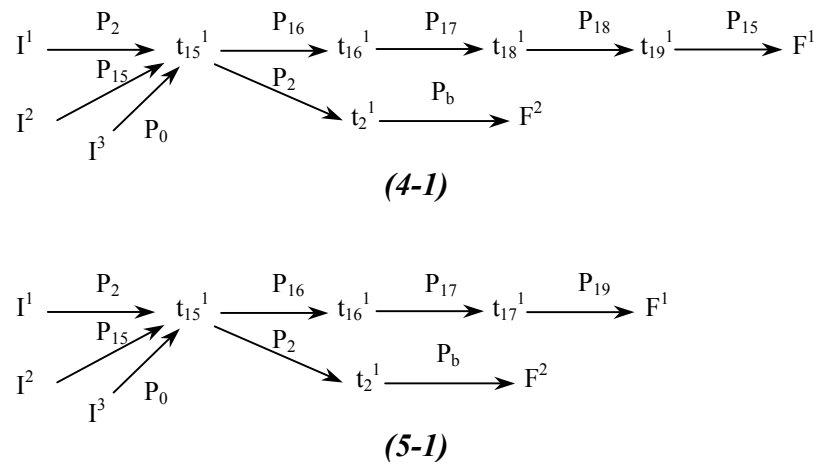 P₂ P₁₆ P₁₇ P₁₈ P₁₅
I¹ t₁₅¹ t₁₆¹ t₁₈¹ t₁₉¹ F¹
P₁₅ P₂ P_b
I² t₂¹ F²
I³ P₀
(4-1)
P₂ P₁₆ P₁₇ P₁₉
I¹ t₁₅¹ t₁₆¹ t₁₇¹ F¹
P₁₅ P₂ P_b
I² t₂¹ F²
I³ P₀
(5-1)